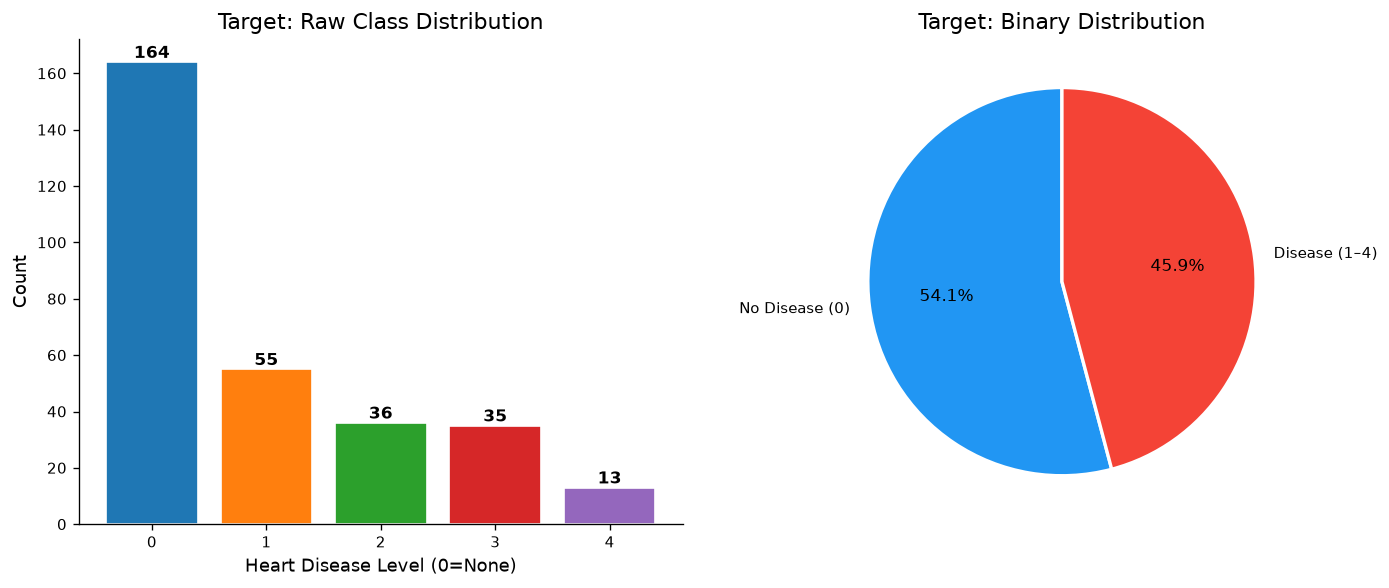 Target: Raw Class Distribution
164
160
140
120
100
80
60
40
20
0
Count
55
36
35
13
0 1 2 3 4
Heart Disease Level (0=None)
Target: Binary Distribution
Disease (1–4)
45.9%
54.1%
No Disease (0)